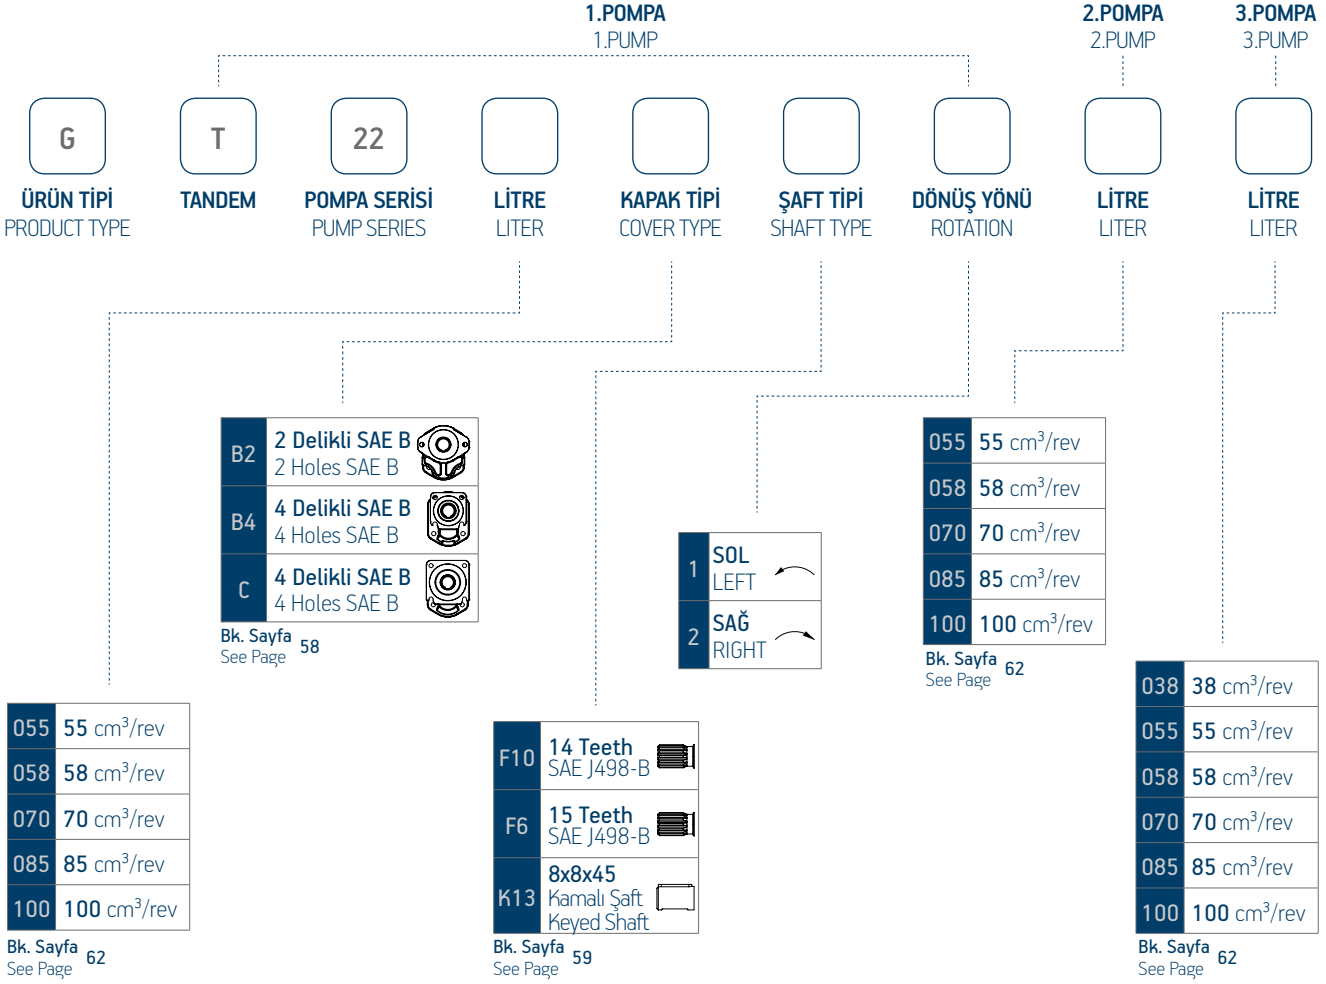 1.POMPA
1.PUMP
2.POMPA
2.PUMP
3.POMPA
3.PUMP
G
T
22
ÜRÜN TİPİ
PRODUCT TYPE
TANDEM
POMPA SERİSİ
PUMP SERIES
LİTRE
LITER
KAPAK TİPİ
COVER TYPE
ŞAFT TİPİ
SHAFT TYPE
DÖNÜŞ YÖNÜ
ROTATION
LİTRE
LITER
LİTRE
LITER
B2 2 Delikli SAE B
2 Holes SAE B
B4 4 Delikli SAE B
4 Holes SAE B
C 4 Delikli SAE B
4 Holes SAE B
Bk. Sayfa
See Page 58
1 SOL
LEFT
2 SAĞ
RIGHT
055 55 cm³/rev
058 58 cm³/rev
070 70 cm³/rev
085 85 cm³/rev
100 100 cm³/rev
Bk. Sayfa
See Page 62
055 55 cm³/rev
058 58 cm³/rev
070 70 cm³/rev
085 85 cm³/rev
100 100 cm³/rev
Bk. Sayfa
See Page 62
F10 14 Teeth
SAE J498-B
F6 15 Teeth
SAE J498-B
K13 8x8x45
Kamalı Şaft
Keyed Shaft
Bk. Sayfa
See Page 59
038 38 cm³/rev
055 55 cm³/rev
058 58 cm³/rev
070 70 cm³/rev
085 85 cm³/rev
100 100 cm³/rev
Bk. Sayfa
See Page 62